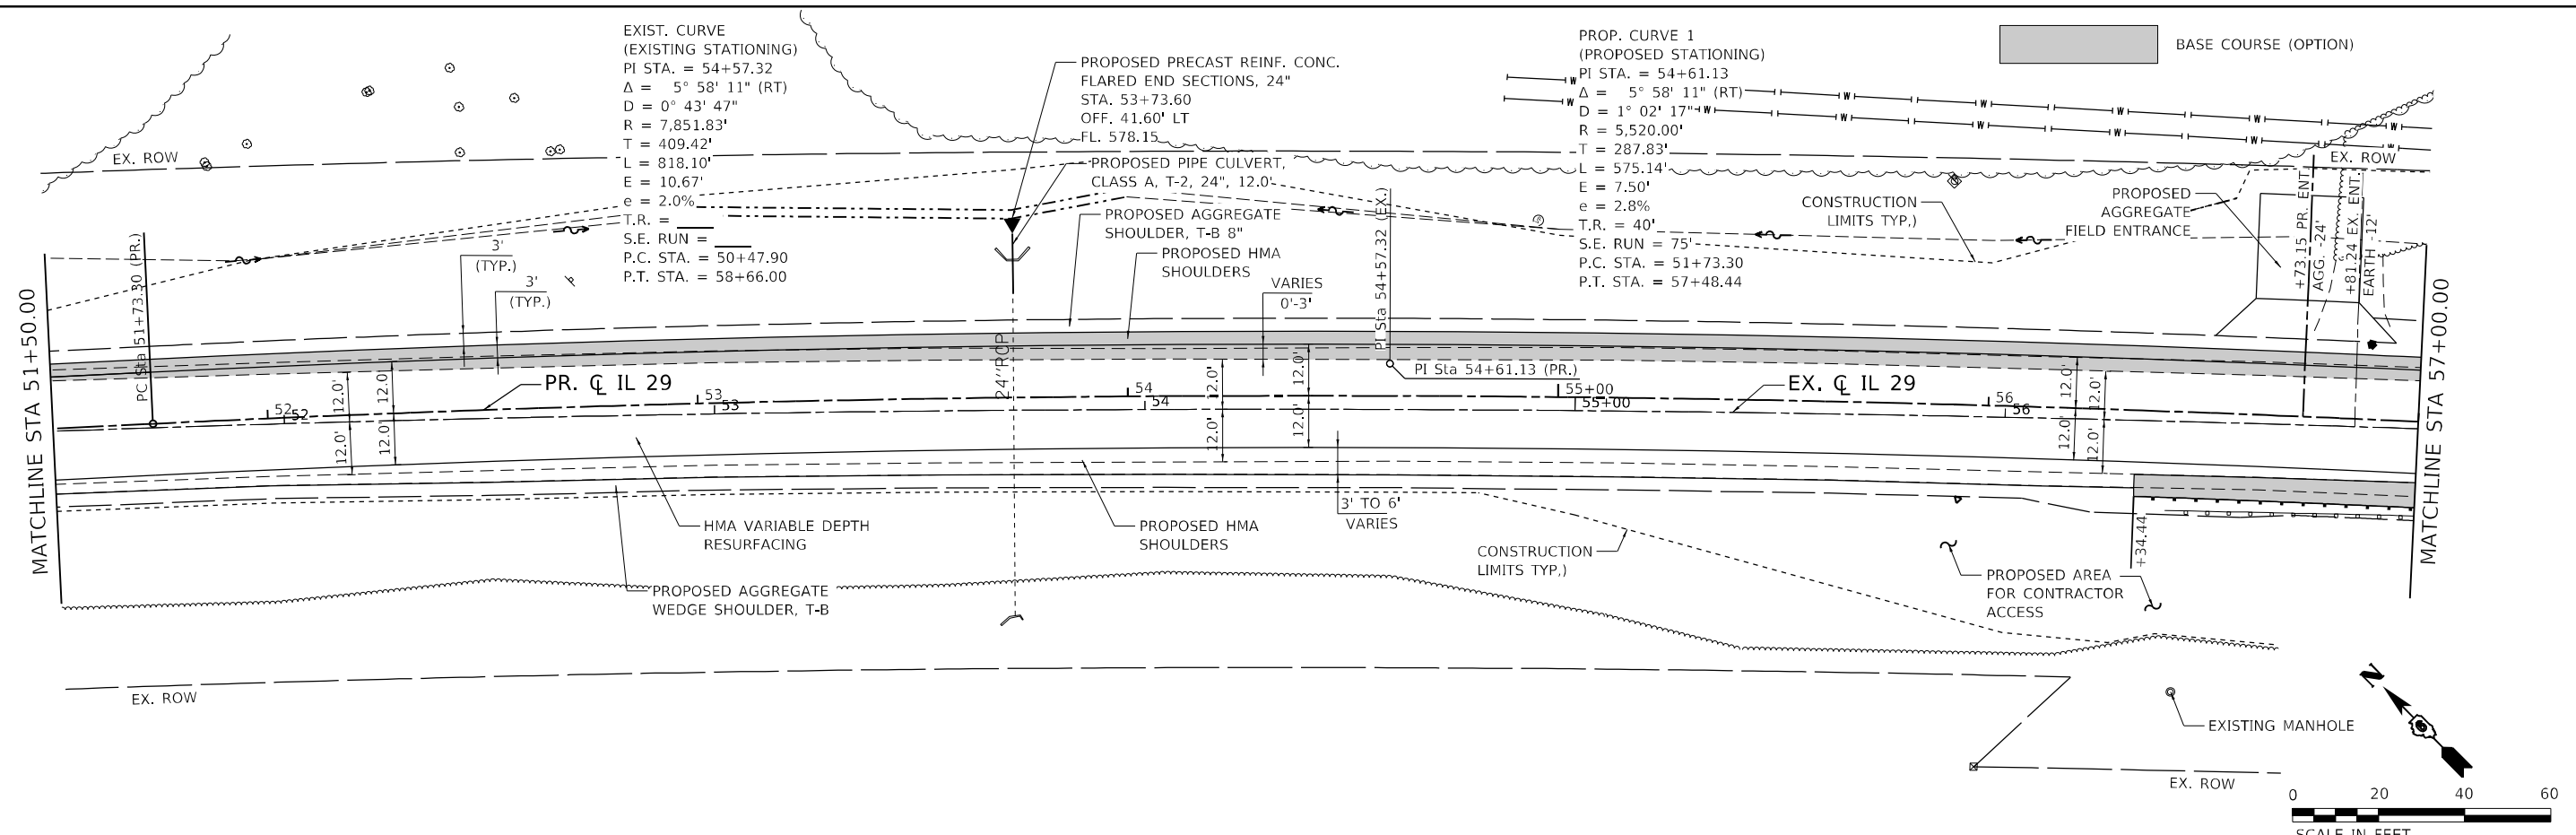 EXIST. CURVE
(EXISTING STATIONING)
PI STA. = 54+57.32
Δ = 5° 58' 11" (RT)
D = 0° 43' 47"
R = 7,851.83'
T = 409.42'
L = 818.10'
E = 10.67'
e = 2.0%
T.R. =
S.E. RUN =
P.C. STA. = 50+47.90
P.T. STA. = 58+66.00
PROPOSED PRECAST REINF. CONC.
FLARED END SECTIONS, 24"
STA. 53+73.60
OFF. 41.60' LT
FL. 578.15
PROPOSED PIPE CULVERT,
CLASS A, T-2, 24", 12.0'
PROPOSED AGGREGATE
SHOULDER, T-B 8"
PROPOSED HMA
SHOULDERS
VARIES
0'-3'
PROP. CURVE 1
(PROPOSED STATIONING)
PI STA. = 54+61.13
Δ = 5° 58' 11" (RT)
D = 1° 02' 17"
R = 5,520.00'
T = 287.83'
L = 575.14'
E = 7.50'
e = 2.8%
T.R. = 40'
S.E. RUN = 75'
P.C. STA. = 51+73.30
P.T. STA. = 57+48.44
BASE COURSE (OPTION)
W
W
W
W
W
W
W
W
W
W
W
W
W
W
EX. ROW
EX. ROW
CONSTRUCTION
LIMITS TYP.)
PROPOSED
AGGREGATE
FIELD ENTRANCE
+73.15 PR. ENT.
AGG. -24'
+81.24 EX. ENT.
EARTH -12'
3'
(TYP.)
3'
(TYP.)
P
MATCHLINE STA 51+50.00
PC Sta 51+73.30 (PR.)
24"RCP
PI Sta 54+57.32 (EX.)
PI Sta 54+61.13 (PR.)
MATCHLINE STA 57+00.00
PR. ℄ IL 29
EX. ℄ IL 29
52
52
53
53
54
54
55+00
55+00
56
56
12.0'
12.0'
12.0'
12.0'
12.0'
12.0'
12.0'
12.0'
12.0'
12.0'
12.0'
12.0'
HMA VARIABLE DEPTH
RESURFACING
PROPOSED HMA
SHOULDERS
3' TO 6'
VARIES
PROPOSED AGGREGATE
WEDGE SHOULDER, T-B
CONSTRUCTION
LIMITS TYP.)
+34.44
PROPOSED AREA
FOR CONTRACTOR
ACCESS
EX. ROW
EXISTING MANHOLE
EX. ROW
N
0 20 40 60
SCALE IN FEET